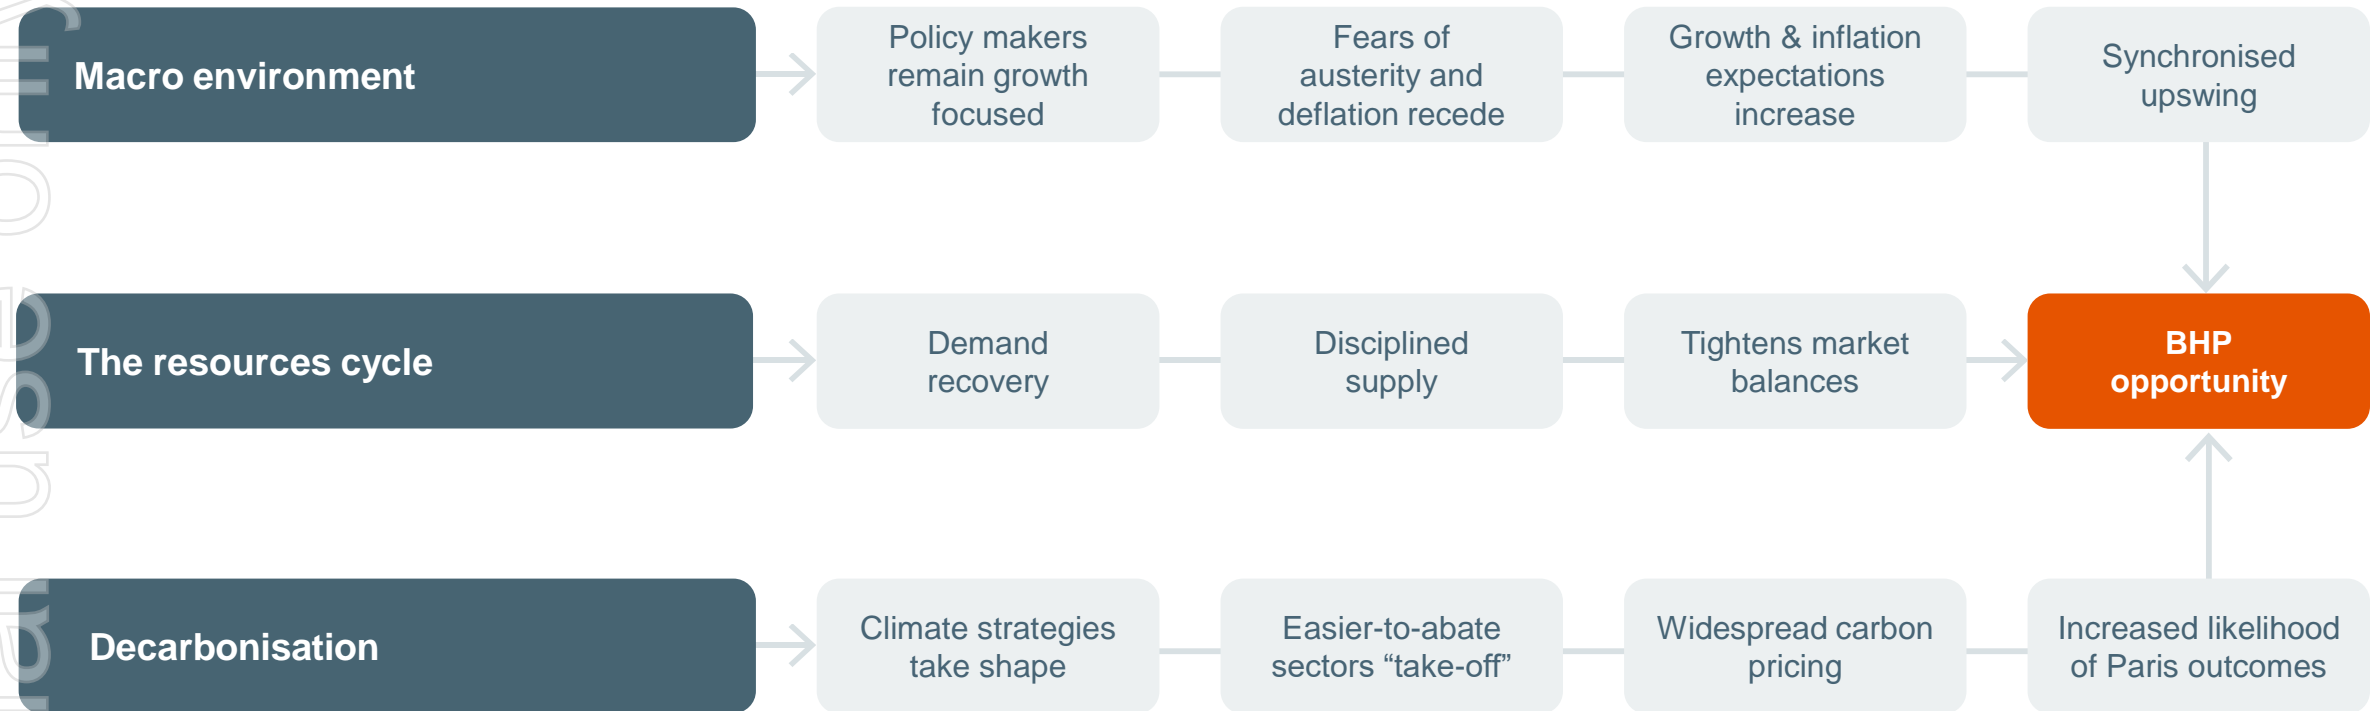 Macro environment
Policy makers
remain growth
focused
Fears of
austerity and
deflation recede
Growth & inflation
expectations
increase
Synchronised
upswing
The resources cycle
Demand
recovery
Disciplined
supply
Tightens market
balances
BHP
opportunity
Decarbonisation
Climate strategies
take shape
Easier-to-abate
sectors “take-off”
Widespread carbon
pricing
Increased likelihood
of Paris outcomes
use only